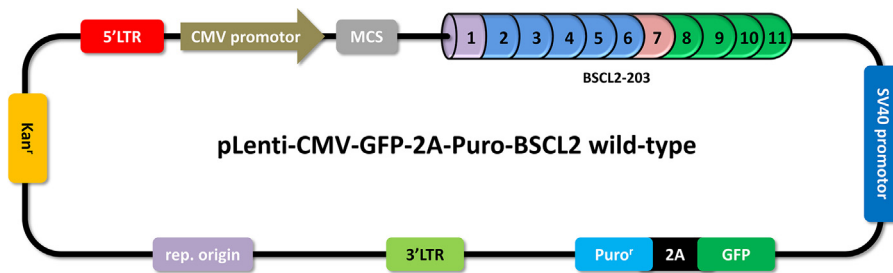 5'LTR
CMV promotor
MCS
1 2 3 4 5 6 7 8 9 10 11
BSCL2-203
Kanʳ
SV40 promotor
pLenti-CMV-GFP-2A-Puro-BSCL2 wild-type
rep. origin
3'LTR
Puroʳ
2A
GFP